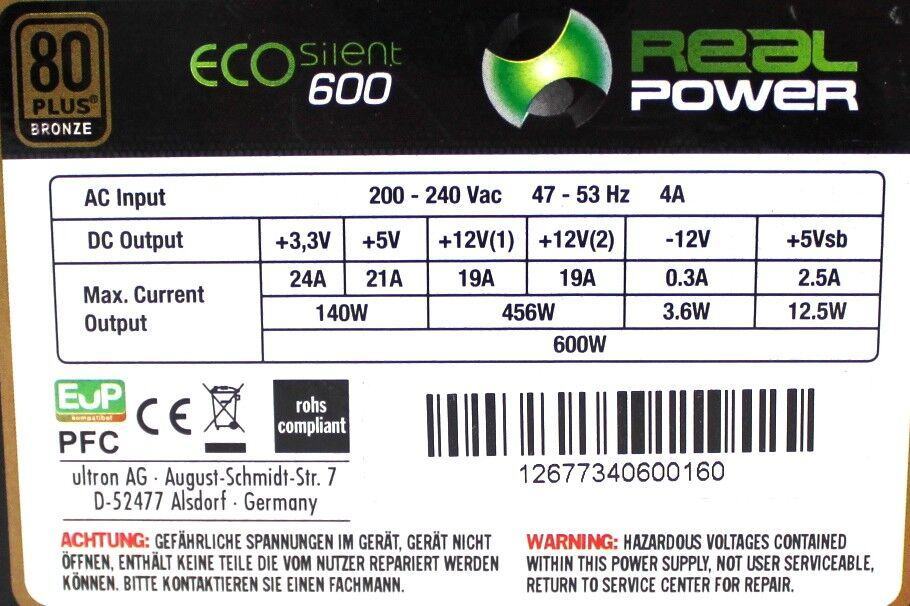 80
PLUS®
BRONZE
ECO Silent
600
Real
POWER
AC Input 200 - 240 Vac 47 - 53 Hz 4A
DC Output +3,3V +5V +12V(1) +12V(2) -12V +5Vsb
Max. Current Output 24A 21A 19A 19A 0.3A 2.5A
140W 456W 3.6W 12.5W
600W
EuP
kompatibel
PFC
CE
rohs
compliant
12677340600160
ultron AG · August-Schmidt-Str. 7
D-52477 Alsdorf · Germany
ACHTUNG: GEFÄHRLICHE SPANNUNGEN IM GERÄT, GERÄT NICHT
ÖFFNEN, ENTHÄLT KEINE TEILE DIE VOM NUTZER REPARIERT WERDEN
KÖNNEN. BITTE KONTAKTIEREN SIE EINEN FACHMANN.
WARNING: HAZARDOUS VOLTAGES CONTAINED
WITHIN THIS POWER SUPPLY, NOT USER SERVICEABLE,
RETURN TO SERVICE CENTER FOR REPAIR.